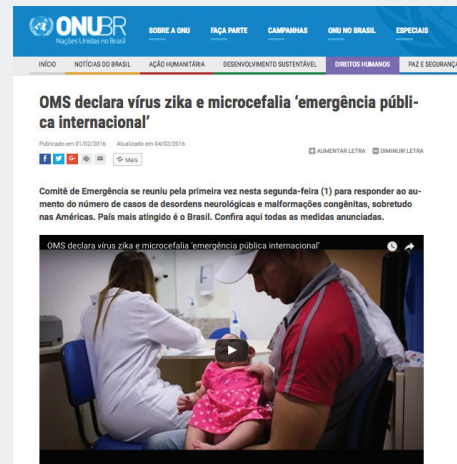 ONUBR
Nações Unidas no Brasil
SOBRE A ONU FAÇA PARTE CAMPANHAS ONU NO BRASIL ESPECIAIS
INÍCIO NOTÍCIAS DO BRASIL AÇÃO HUMANITÁRIA DESENVOLVIMENTO SUSTENTÁVEL DIREITOS HUMANOS PAZ E SEGURANÇA
OMS declara vírus zika e microcefalia ‘emergência públi-
ca internacional’
Publicado em 01/02/2016 Atualizado em 04/02/2016
AUMENTAR LETRA DIMINUIR LETRA
Mais
Comitê de Emergência se reuniu pela primeira vez nesta segunda-feira (1) para responder ao au-
mento do número de casos de desordens neurológicas e malformações congênitas, sobretudo
nas Américas. País mais atingido é o Brasil. Confira aqui todas as medidas anunciadas.
OMS declara vírus zika e microcefalia ‘emergência pública internacional’